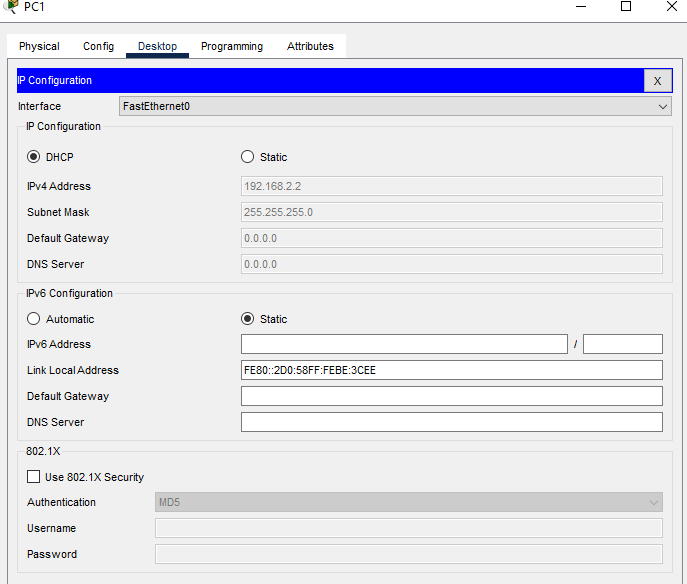 PC1
Physical Config Desktop Programming Attributes
IP Configuration X
Interface FastEthernet0
IP Configuration
DHCP Static
IPv4 Address 192.168.2.2
Subnet Mask 255.255.255.0
Default Gateway 0.0.0.0
DNS Server 0.0.0.0
IPv6 Configuration
Automatic Static
IPv6 Address /
Link Local Address FE80::2D0:58FF:FEBE:3CEE
Default Gateway
DNS Server
802.1X
Use 802.1X Security
Authentication MD5
Username
Password